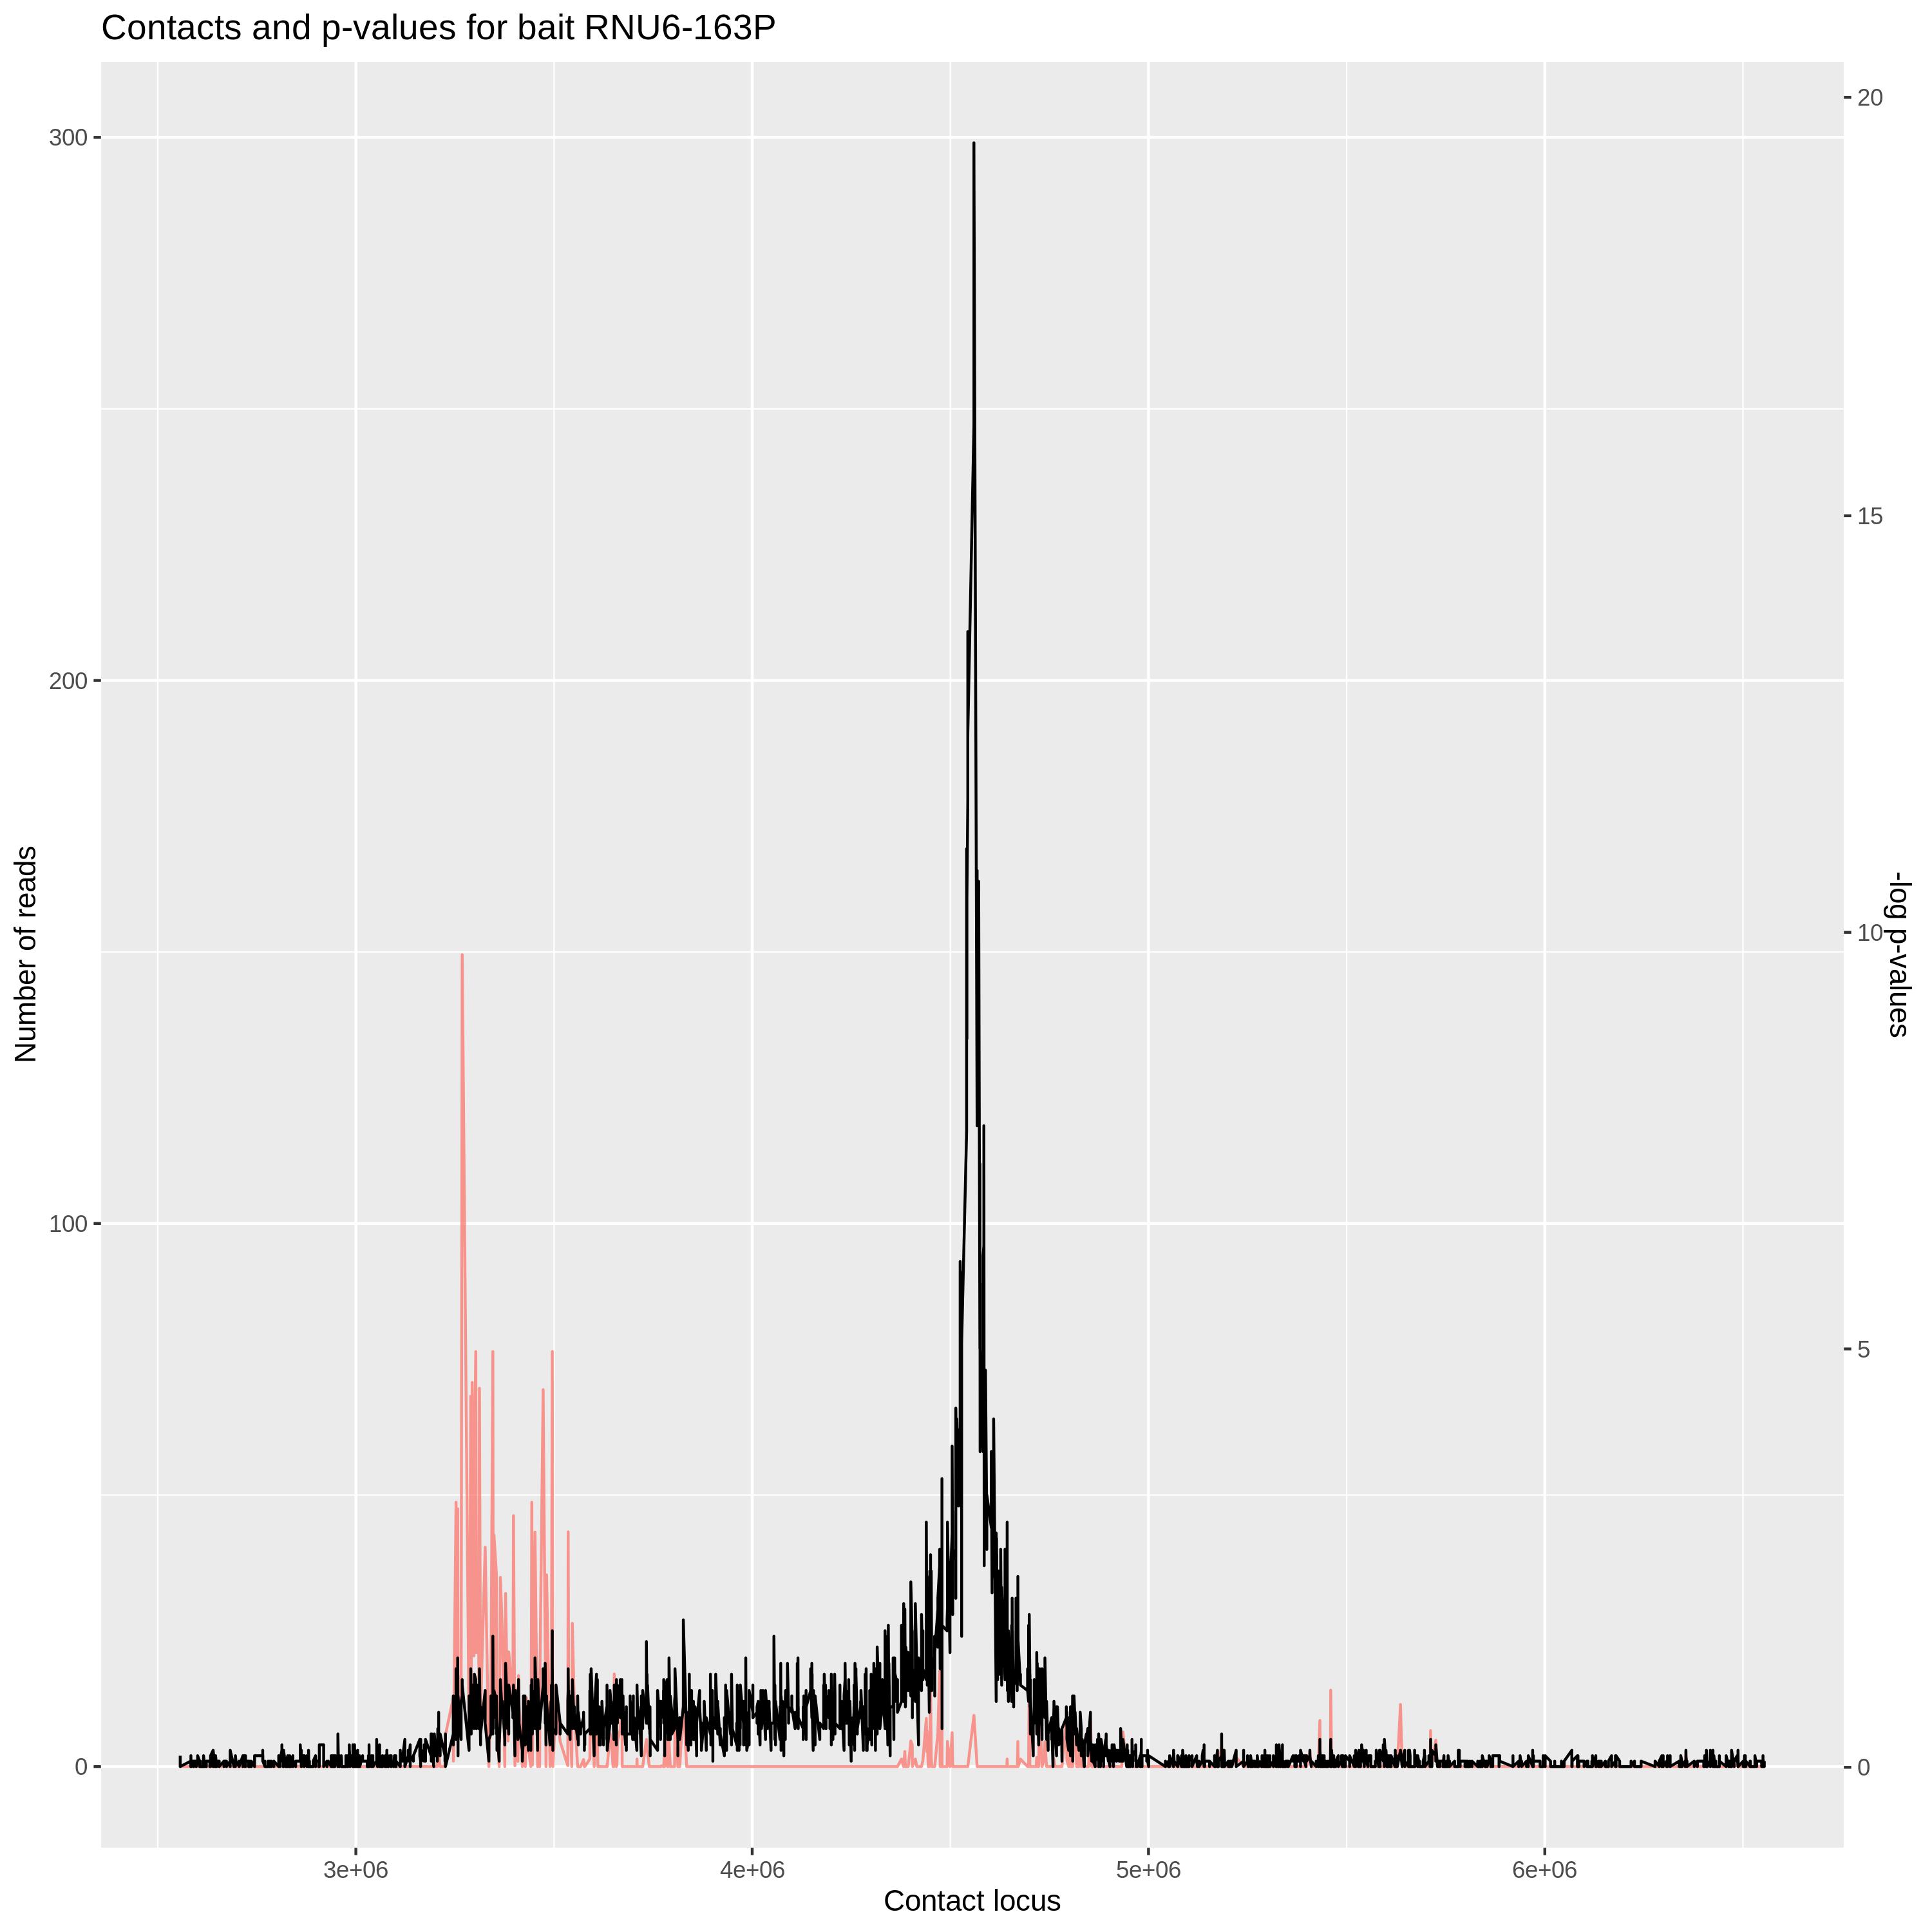 Contacts and p-values for bait RNU6-163P
300
200
100
0
Number of reads
20
15
10
5
0
-log p-values
3e+06
4e+06
5e+06
6e+06
Contact locus